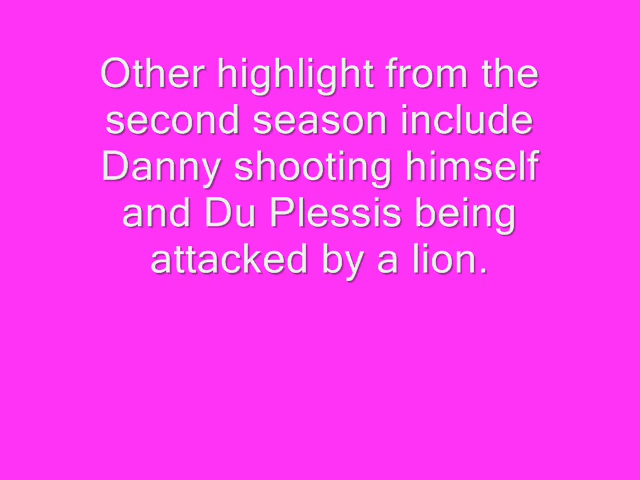 Other highlight from the
second season include
Danny shooting himself
and Du Plessis being
attacked by a lion.